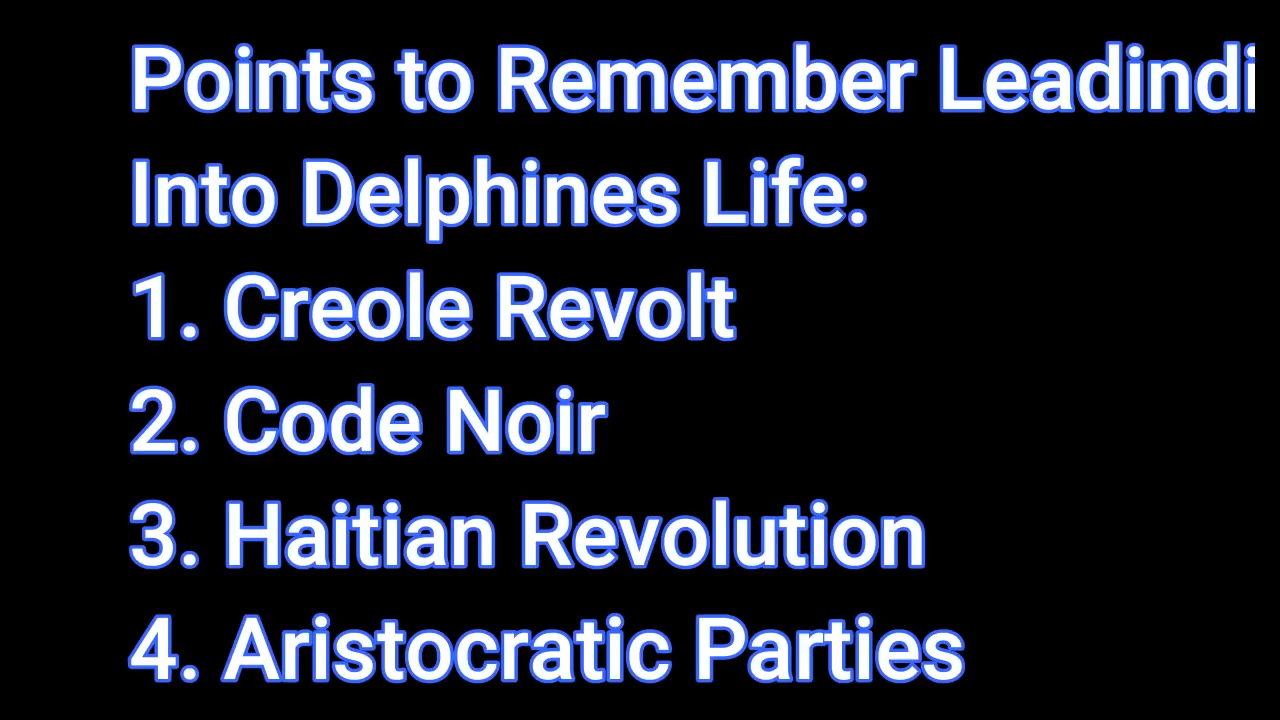 Points to Remember Leadindi
Into Delphines Life:
1. Creole Revolt
2. Code Noir
3. Haitian Revolution
4. Aristocratic Parties